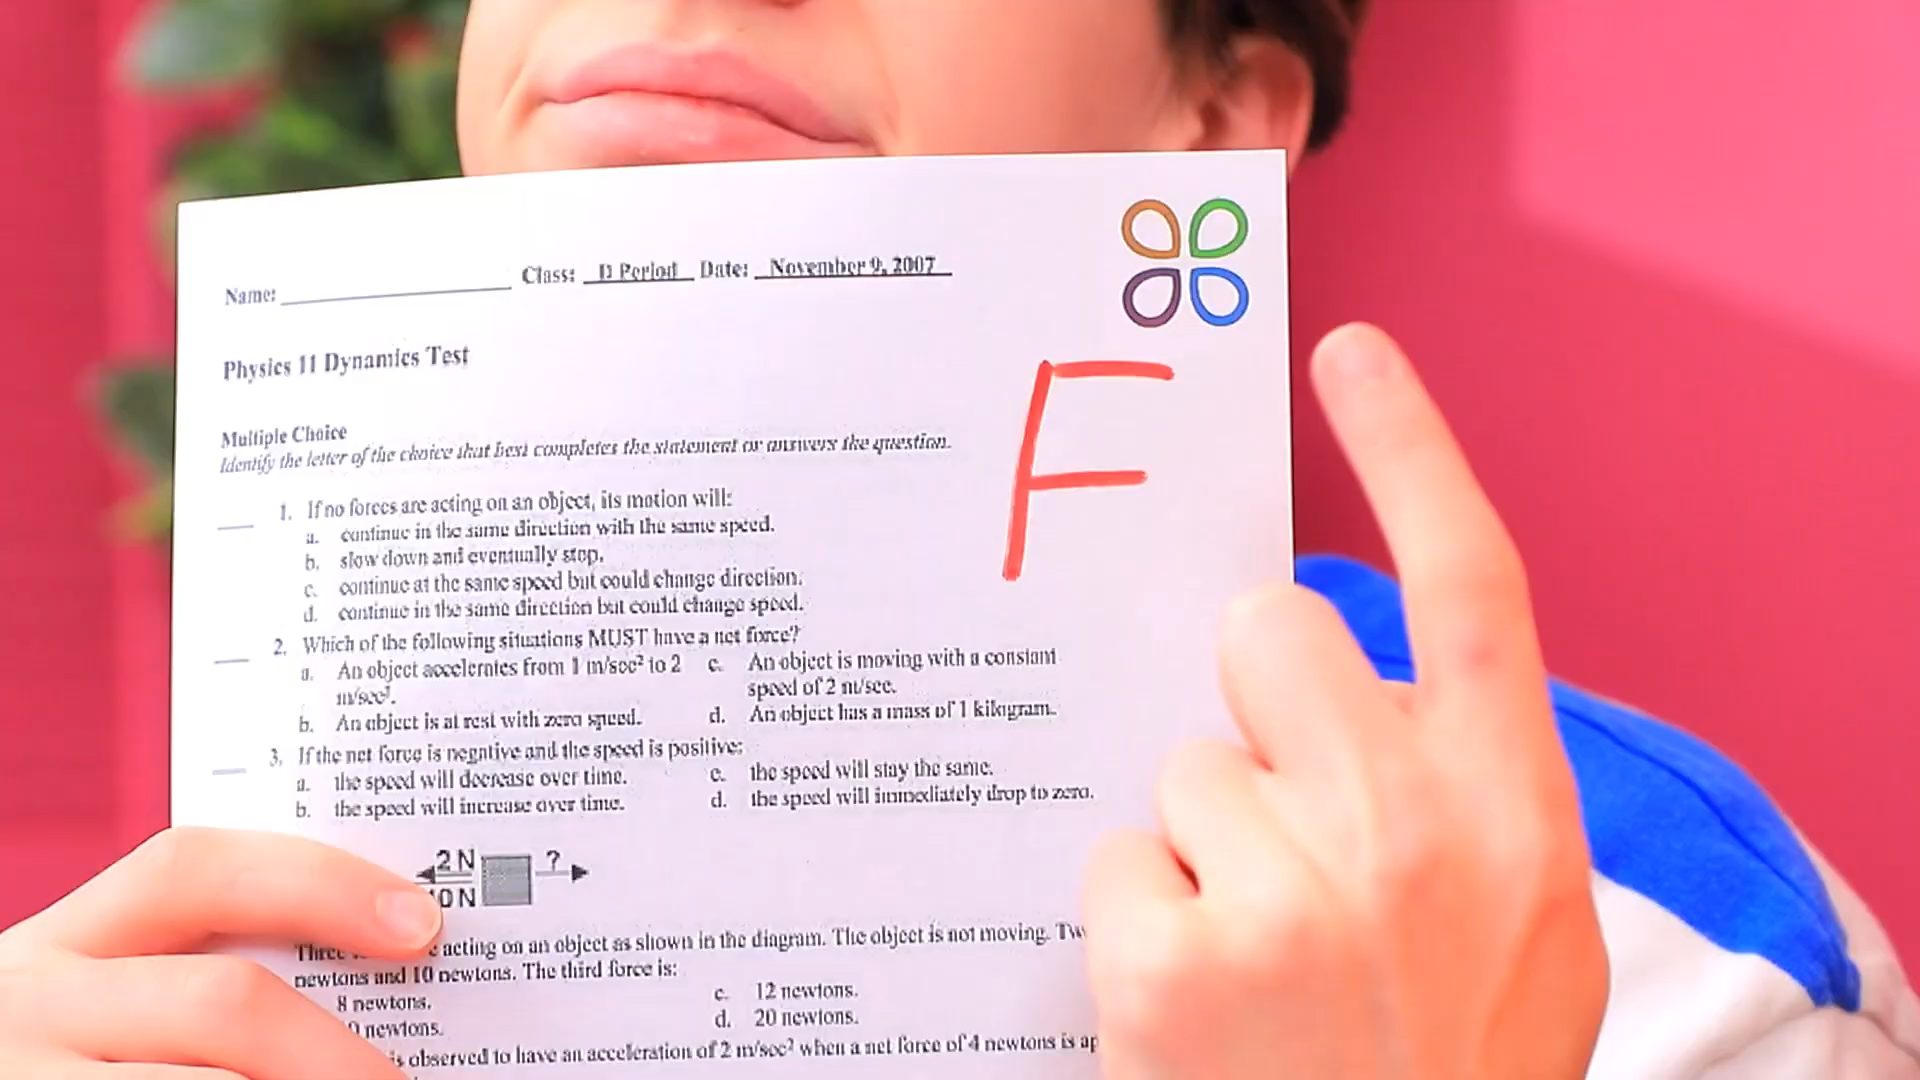 Name: Class: D Period Date: November 9, 2007
Physics 11 Dynamics Test
F
Multiple Choice
Identify the letter of the choice that best completes the statement or answers the question.
1. If no forces are acting on an object, its motion will:
a. continue in the same direction with the same speed.
b. slow down and eventually stop.
c. continue at the same speed but could change direction.
d. continue in the same direction but could change speed.
2. Which of the following situations MUST have a net force?
a. An object accelerates from 1 m/sec² to 2 c. An object is moving with a constant
m/sec². speed of 2 m/sec.
b. An object is at rest with zero speed. d. An object has a mass of 1 kilogram.
3. If the net force is negative and the speed is positive:
a. the speed will decrease over time. c. the speed will stay the same.
b. the speed will increase over time. d. the speed will immediately drop to zero.
2 N ?
0 N
Three acting on an object as shown in the diagram. The object is not moving.
newtons and 10 newtons. The third force is:
8 newtons. c. 12 newtons.
newtons. d. 20 newtons.
is observed to have an acceleration of 2 m/sec² when a net force of 4 newtons is